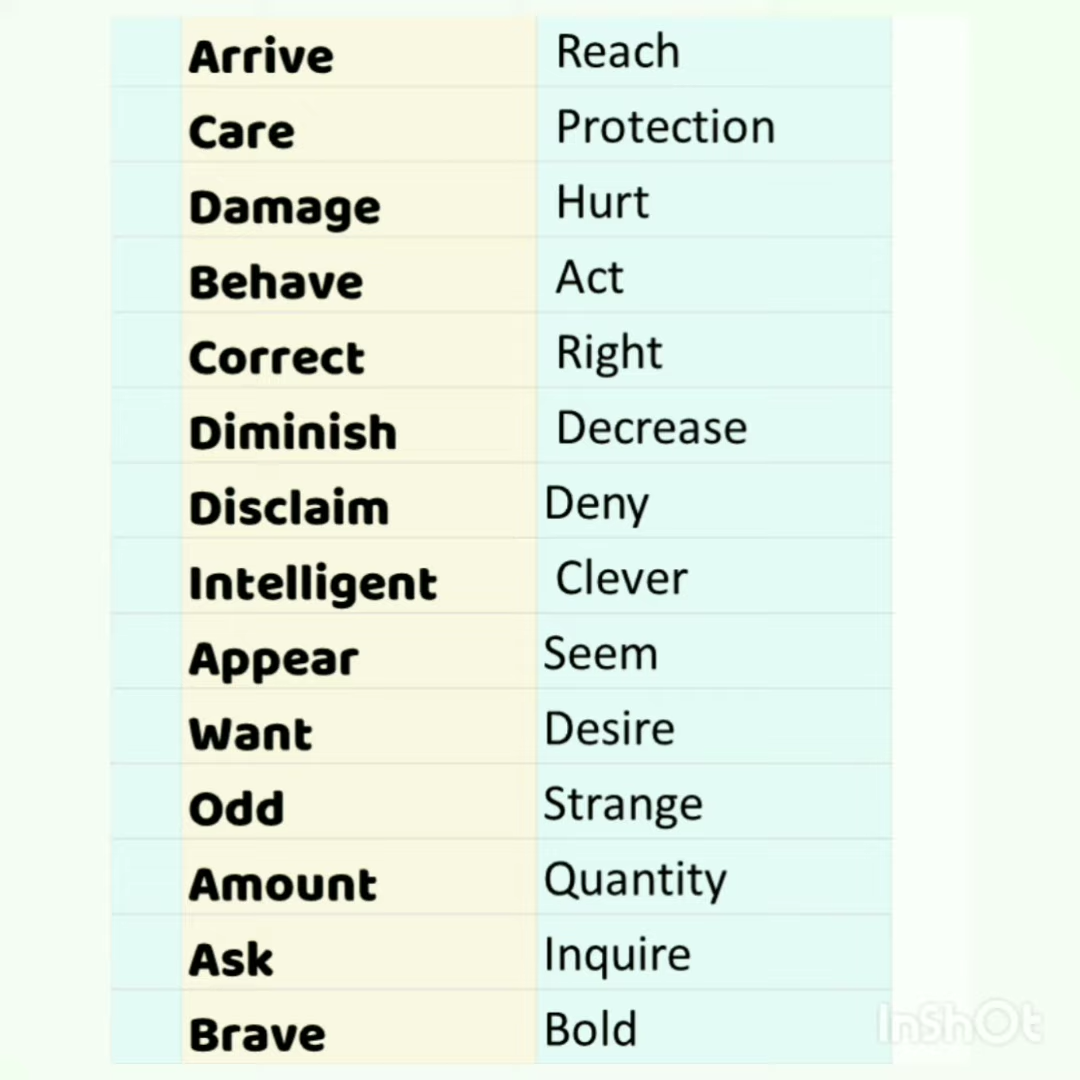 Arrive Reach
Care Protection
Damage Hurt
Behave Act
Correct Right
Diminish Decrease
Disclaim Deny
Intelligent Clever
Appear Seem
Want Desire
Odd Strange
Amount Quantity
Ask Inquire
Brave Bold
InShOt